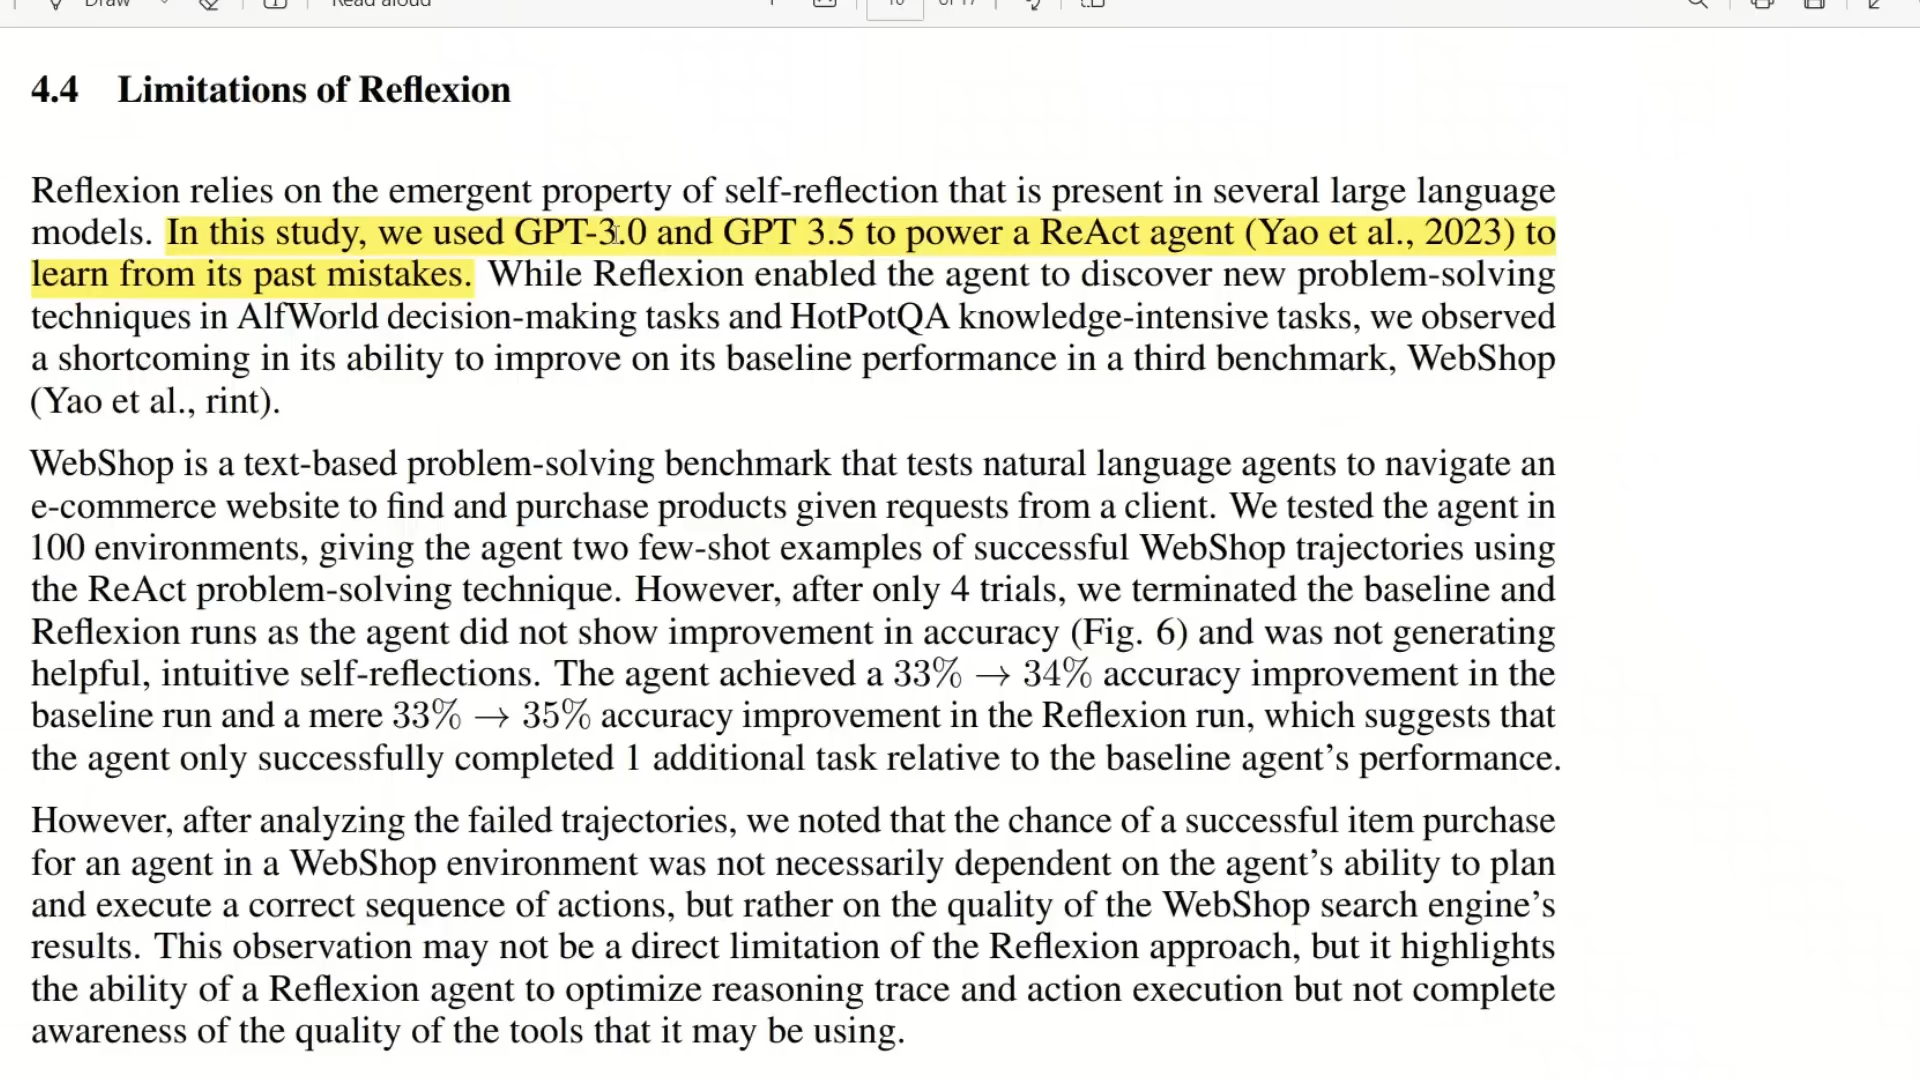 Draw
Read aloud
of 17
4.4 Limitations of Reflexion
Reflexion relies on the emergent property of self-reflection that is present in several large language
models. In this study, we used GPT-3.0 and GPT 3.5 to power a ReAct agent (Yao et al., 2023) to
learn from its past mistakes. While Reflexion enabled the agent to discover new problem-solving
techniques in AlfWorld decision-making tasks and HotPotQA knowledge-intensive tasks, we observed
a shortcoming in its ability to improve on its baseline performance in a third benchmark, WebShop
(Yao et al., rint).
WebShop is a text-based problem-solving benchmark that tests natural language agents to navigate an
e-commerce website to find and purchase products given requests from a client. We tested the agent in
100 environments, giving the agent two few-shot examples of successful WebShop trajectories using
the ReAct problem-solving technique. However, after only 4 trials, we terminated the baseline and
Reflexion runs as the agent did not show improvement in accuracy (Fig. 6) and was not generating
helpful, intuitive self-reflections. The agent achieved a 33% → 34% accuracy improvement in the
baseline run and a mere 33% → 35% accuracy improvement in the Reflexion run, which suggests that
the agent only successfully completed 1 additional task relative to the baseline agent's performance.
However, after analyzing the failed trajectories, we noted that the chance of a successful item purchase
for an agent in a WebShop environment was not necessarily dependent on the agent's ability to plan
and execute a correct sequence of actions, but rather on the quality of the WebShop search engine's
results. This observation may not be a direct limitation of the Reflexion approach, but it highlights
the ability of a Reflexion agent to optimize reasoning trace and action execution but not complete
awareness of the quality of the tools that it may be using.